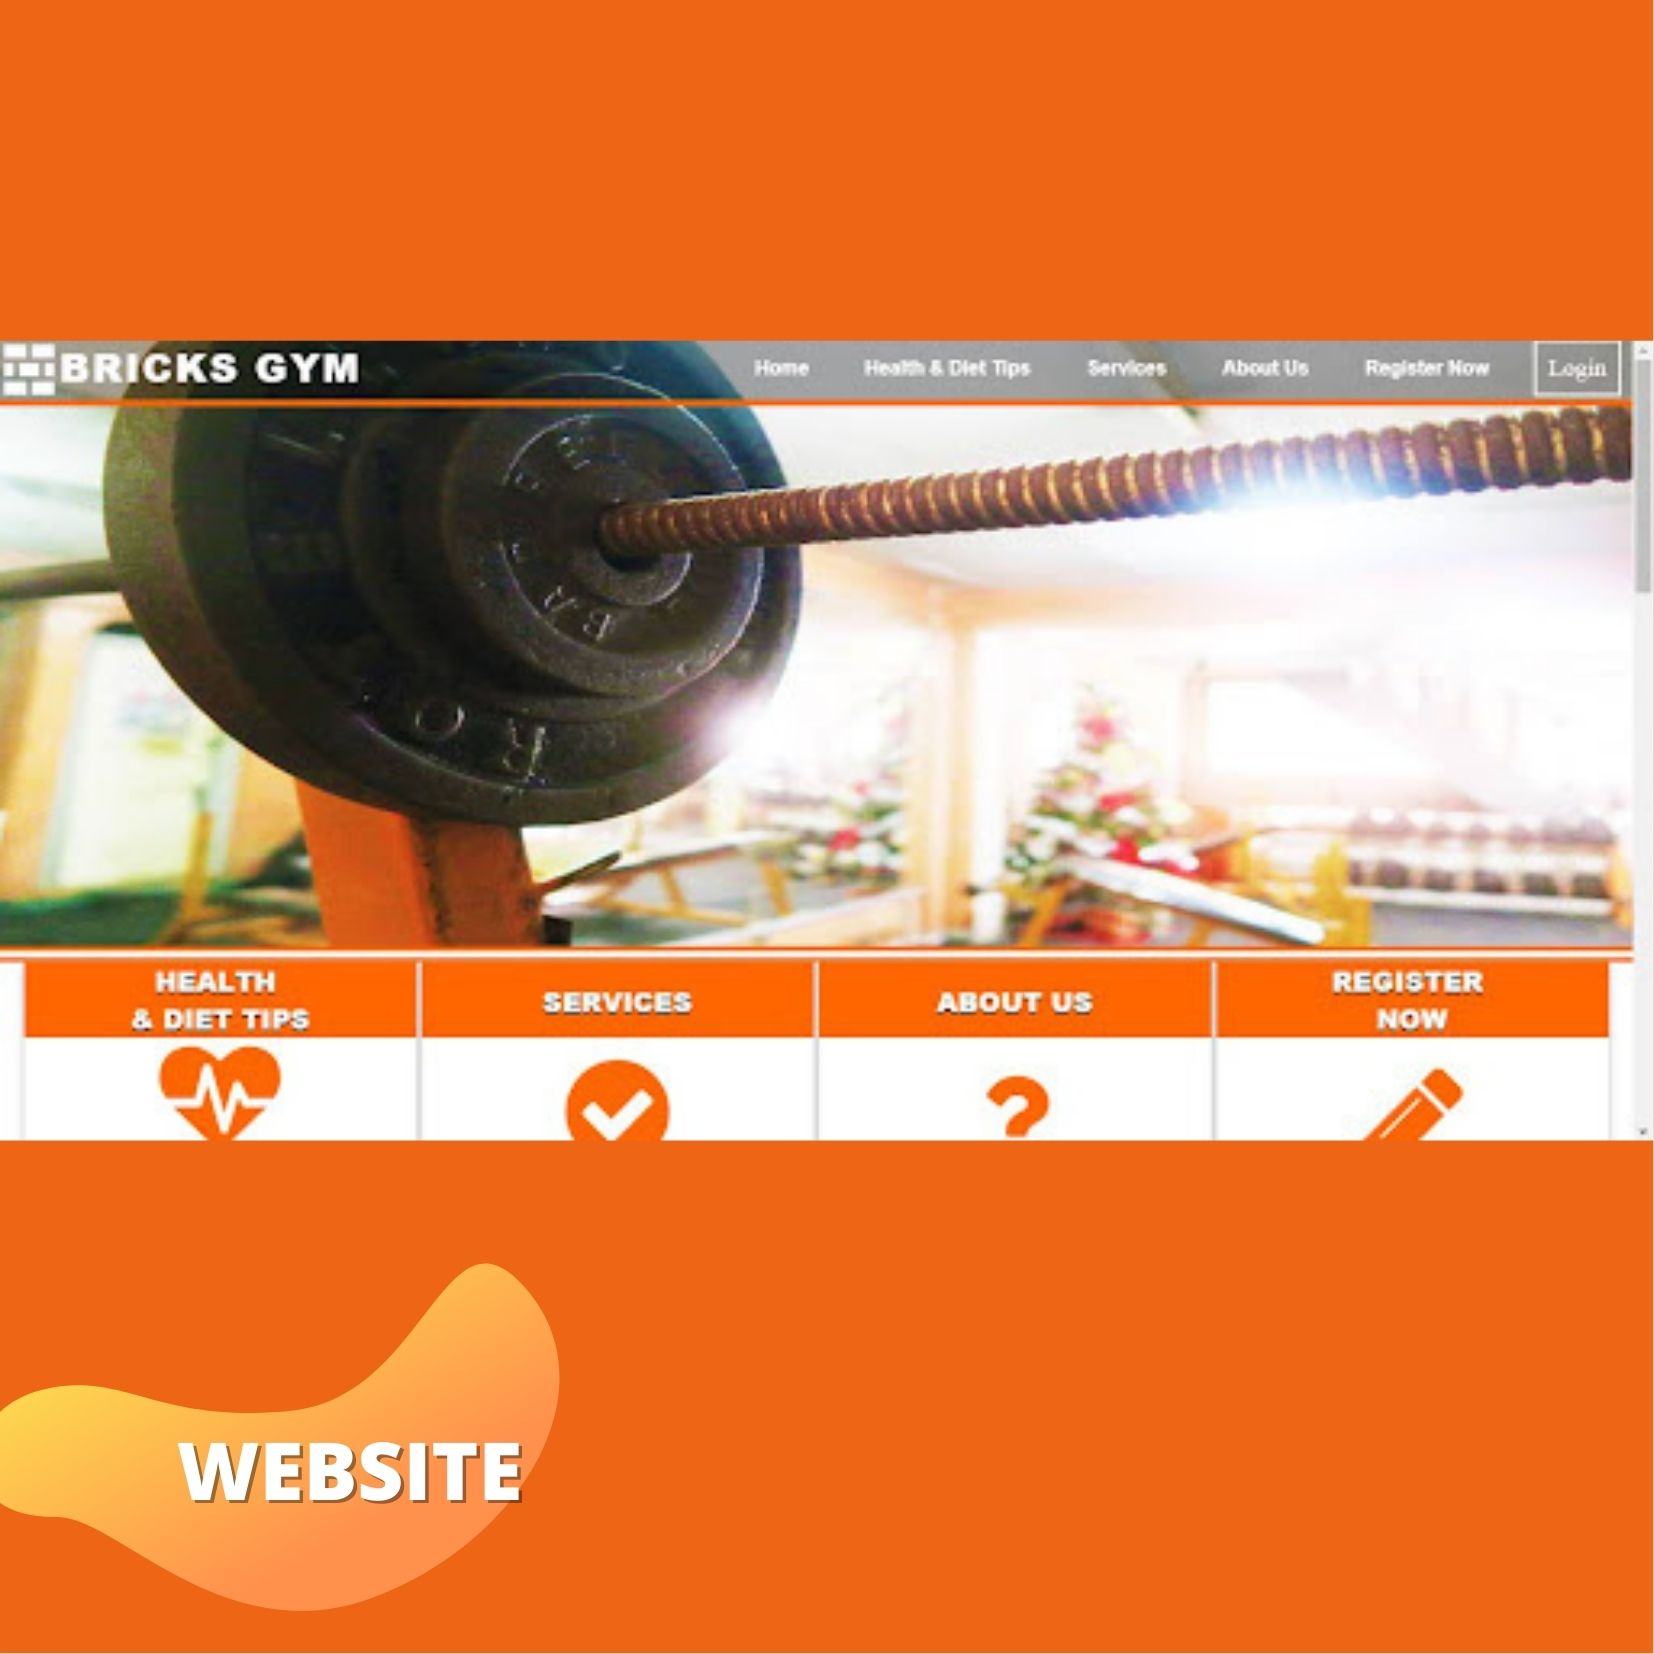 BRICKS GYM
Home Health & Diet Tips Services About Us Register Now Login
HEALTH
& DIET TIPS
SERVICES
ABOUT US
REGISTER
NOW
WEBSITE